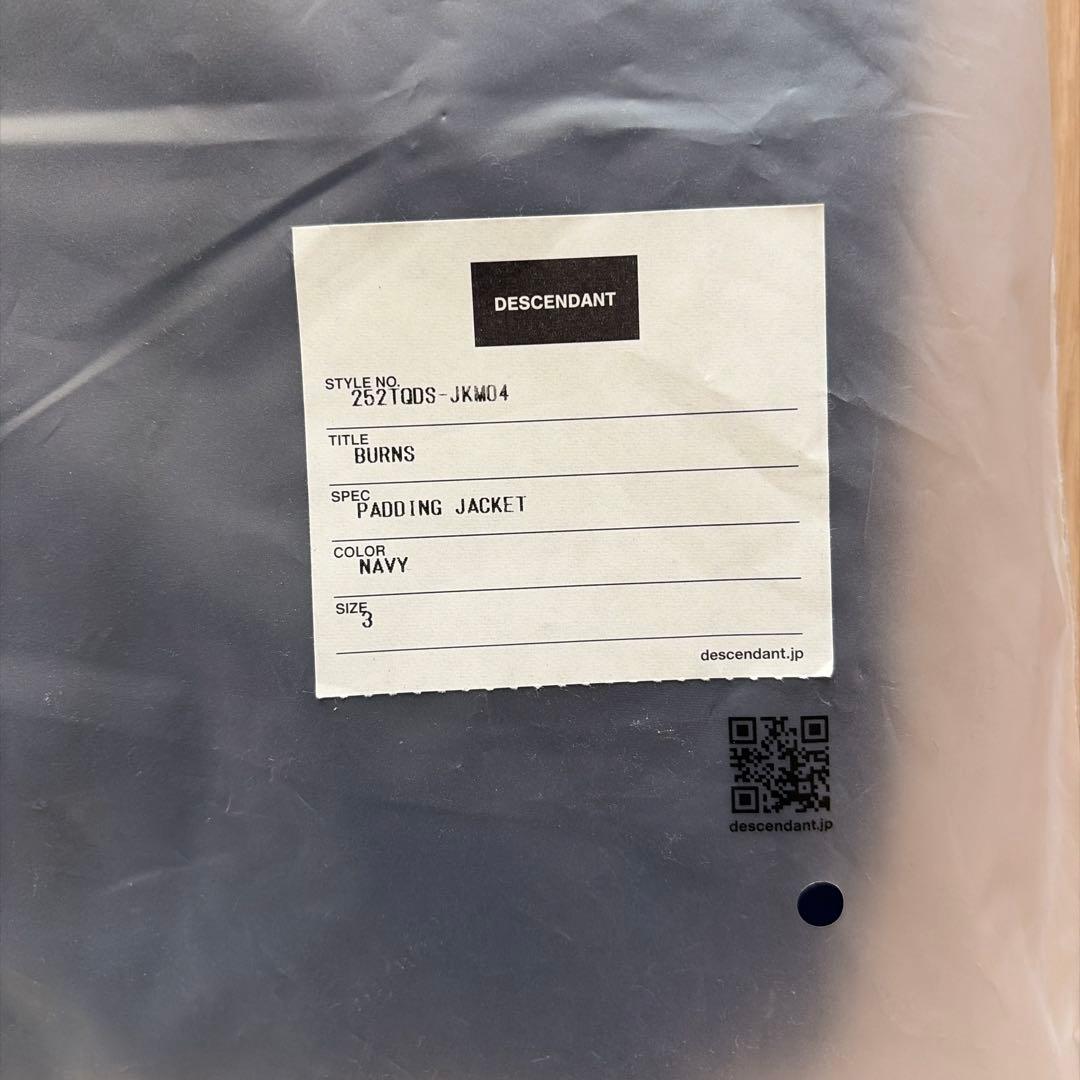 DESCENDANT
STYLE NO.
252TQDS-JKM04
TITLE
BURNS
SPEC
PADDING JACKET
COLOR
NAVY
SIZE
3
descendant.jp
descendant.jp